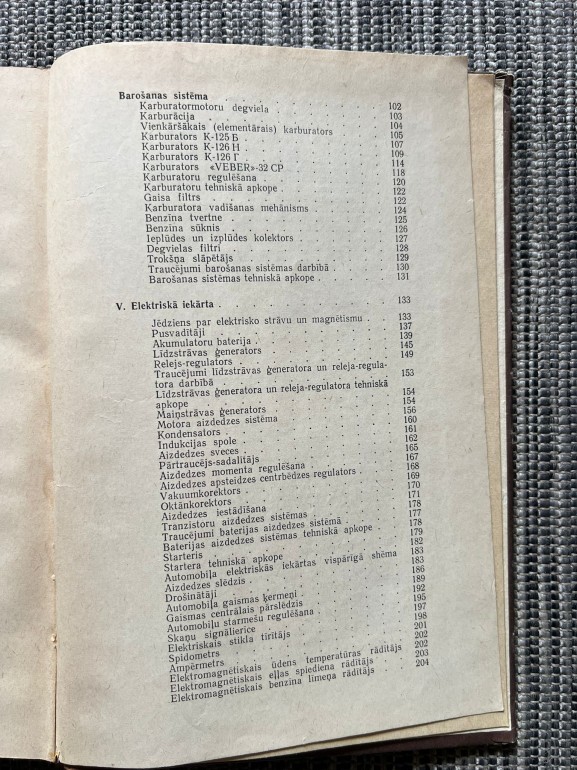 Barošanas sistēma 102
Karburatormotoru degviela 103
Karburācija 104
Vienkāršākais (elementārais) karburators 105
Karburators K-125 Б 107
Karburators K-126 Н 109
Karburators K-126 Г 114
Karburators «VEBER»-32 CP 118
Karburatoru regulēšana 120
Karburatoru tehniskā apkope 122
Gaisa filtrs 122
Karburatora vadīšanas mehānisms 124
Benzīna tvertne 125
Benzīna sūknis 126
Ieplūdes un izplūdes kolektors 127
Degvielas filtri 128
Trokšņa slāpētājs 129
Traucējumi barošanas sistēmas darbībā 130
Barošanas sistēmas tehniskā apkope 131
V. Elektriskā iekārta 133
Jēdziens par elektrisko strāvu un magnētismu 133
Pusvadītāji 137
Akumulatoru baterija 139
Līdzstrāvas ģenerators 145
Relejs-regulators 149
Traucējumi līdzstrāvas ģeneratora un releja-regula-
tora darbībā 153
Līdzstrāvas ģeneratora un releja-regulatora tehniskā
apkope 154
Maiņstrāvas ģenerators 154
Motora aizdedzes sistēma 156
Kondensators 160
Indukcijas spole 161
Aizdedzes sveces 162
Pārtraucējs-sadalītājs 165
Aizdedzes momenta regulēšana 167
Aizdedzes apsteidzes centrbēdzes regulators 168
Vakuumkorektors 169
Oktānkorektors 170
Aizdedzes iestādīšana 171
Tranzistoru aizdedzes sistēmas 178
Traucējumi baterijas aizdedzes sistēmā 177
Baterijas aizdedzes sistēmas tehniskā apkope 178
Starteris 179
Startera tehniskā apkope 182
Automobiļa elektriskās iekārtas vispārīgā shēma 183
Aizdedzes slēdzis 183
Drošinātāji 186
Automobiļa gaismas ķermeņi 189
Gaismas centrālais pārslēdzis 192
Automobiļu starmešu regulēšana 195
Skaņu signālierīce 197
Elektriskais stikla tīrītājs 198
Spidometrs 201
Ampērmetrs 202
Elektromagnētiskais ūdens temperatūras rādītājs 202
Elektromagnētiskais eļļas spiediena rādītājs 203
Elektromagnētiskais benzīna līmeņa rādītājs 204